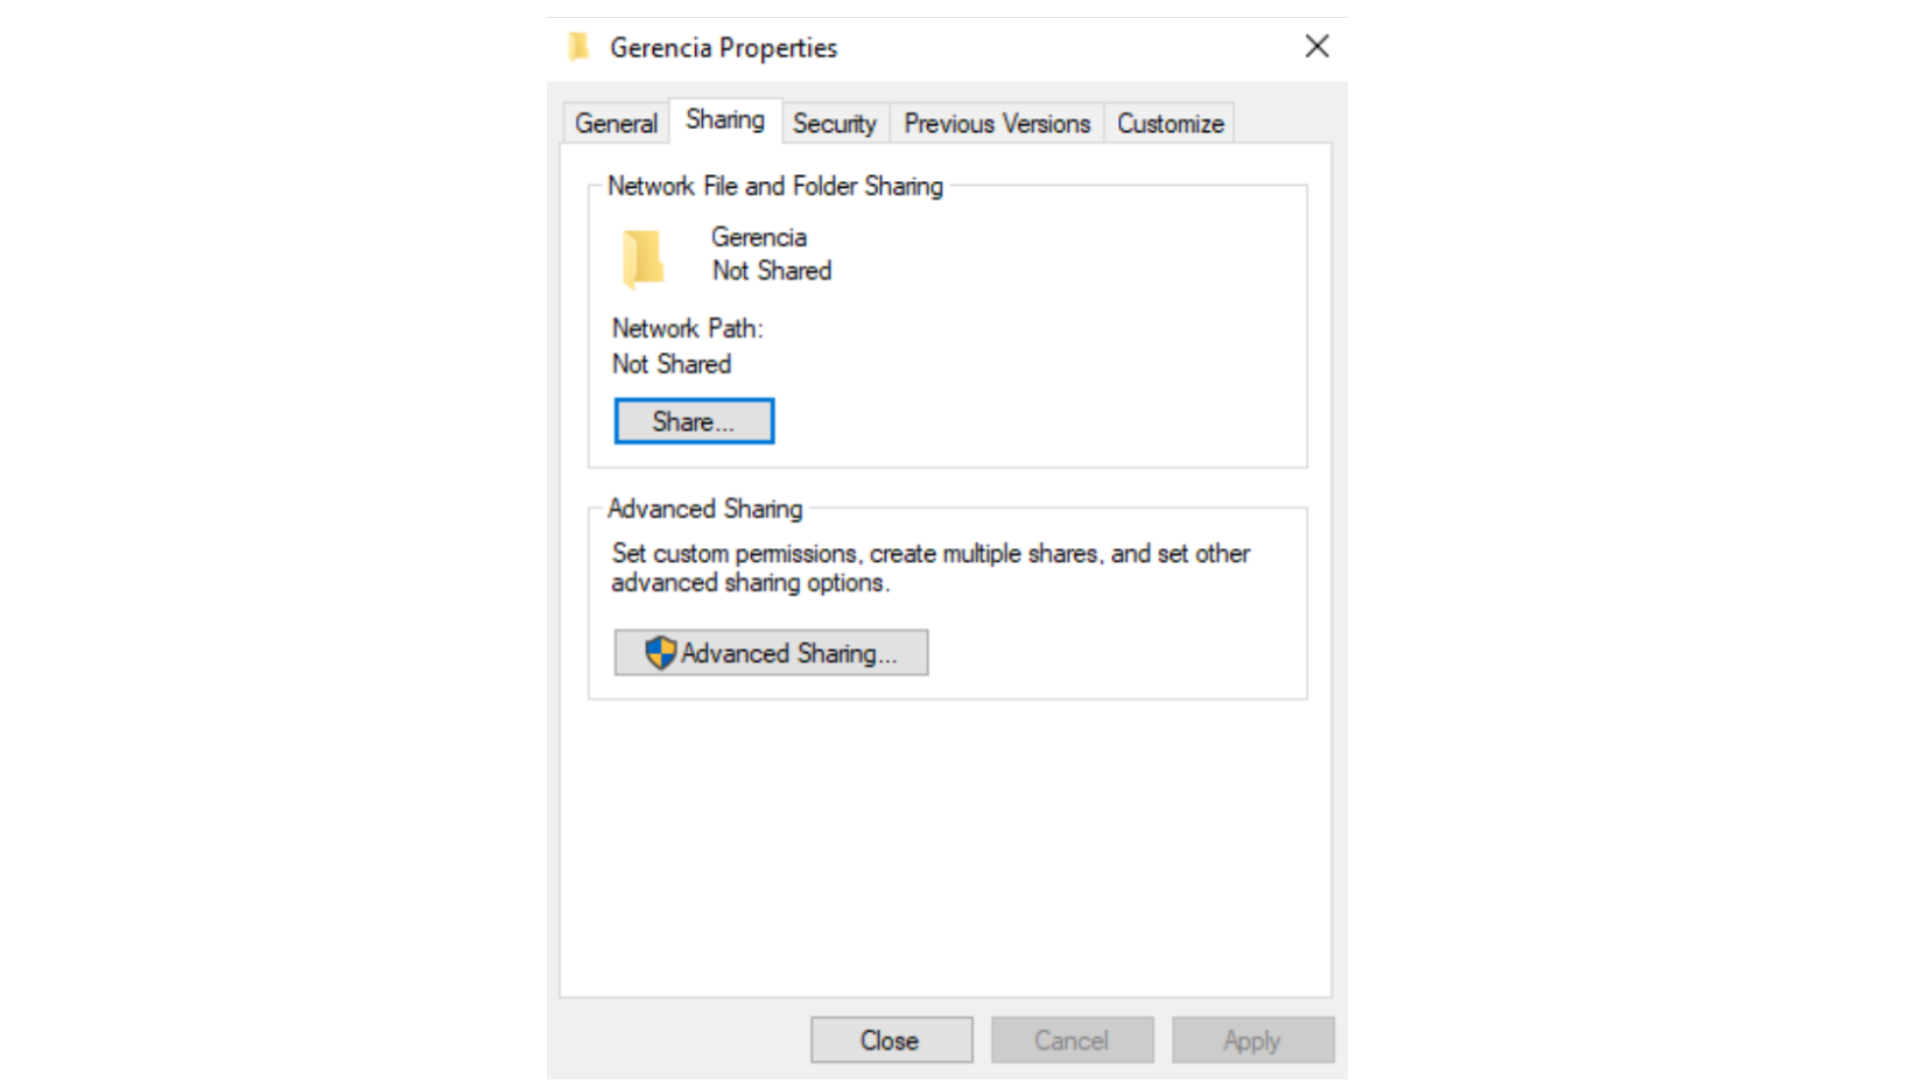 Gerencia Properties
General Sharing Security Previous Versions Customize
Network File and Folder Sharing
Gerencia
Not Shared
Network Path:
Not Shared
Share...
Advanced Sharing
Set custom permissions, create multiple shares, and set other
advanced sharing options.
Advanced Sharing...
Close Cancel Apply